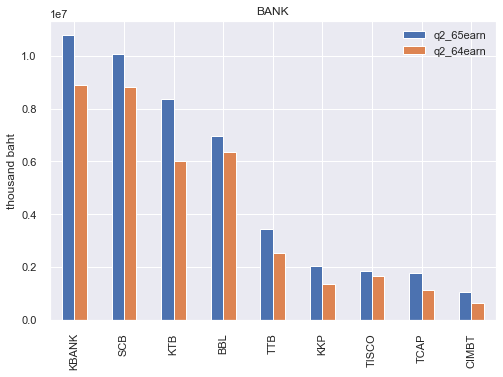 BANK
1e7
q2_65earn
q2_64earn
thousand baht
1.0
0.8
0.6
0.4
0.2
0.0
KBANK
SCB
KTB
BBL
TTB
KKP
TISCO
TCAP
CIMBT